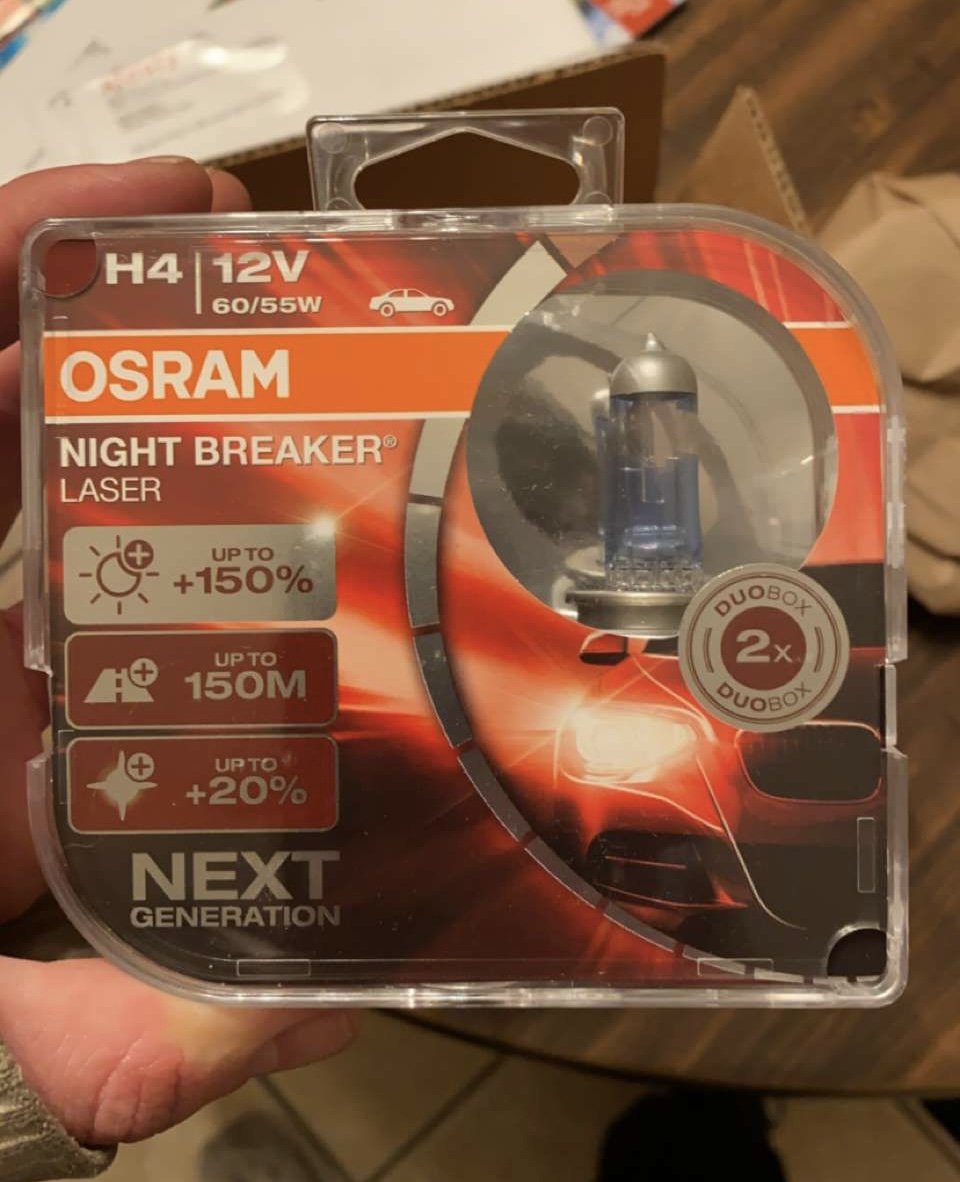 H4 | 12V
60/55W
OSRAM
NIGHT BREAKER®
LASER
UP TO
+150%
UP TO
150M
UP TO
+20%
DUOBOX
2x
DUOBOX
NEXT
GENERATION